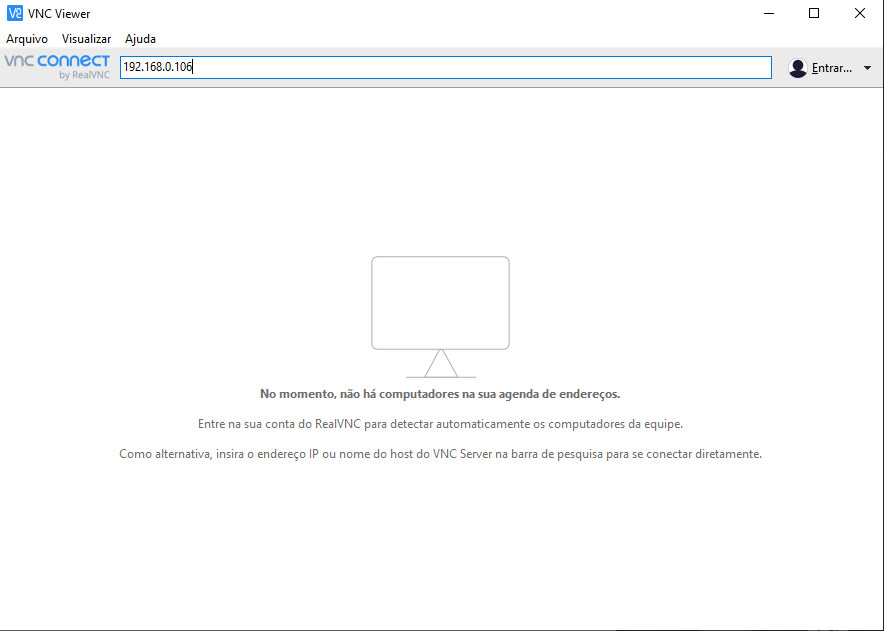 VNC Viewer
Arquivo Visualizar Ajuda
vnc connect
by RealVNC
192.168.0.106
Entrar...
No momento, não há computadores na sua agenda de endereços.
Entre na sua conta do RealVNC para detectar automaticamente os computadores da equipe.
Como alternativa, insira o endereço IP ou nome do host do VNC Server na barra de pesquisa para se conectar diretamente.